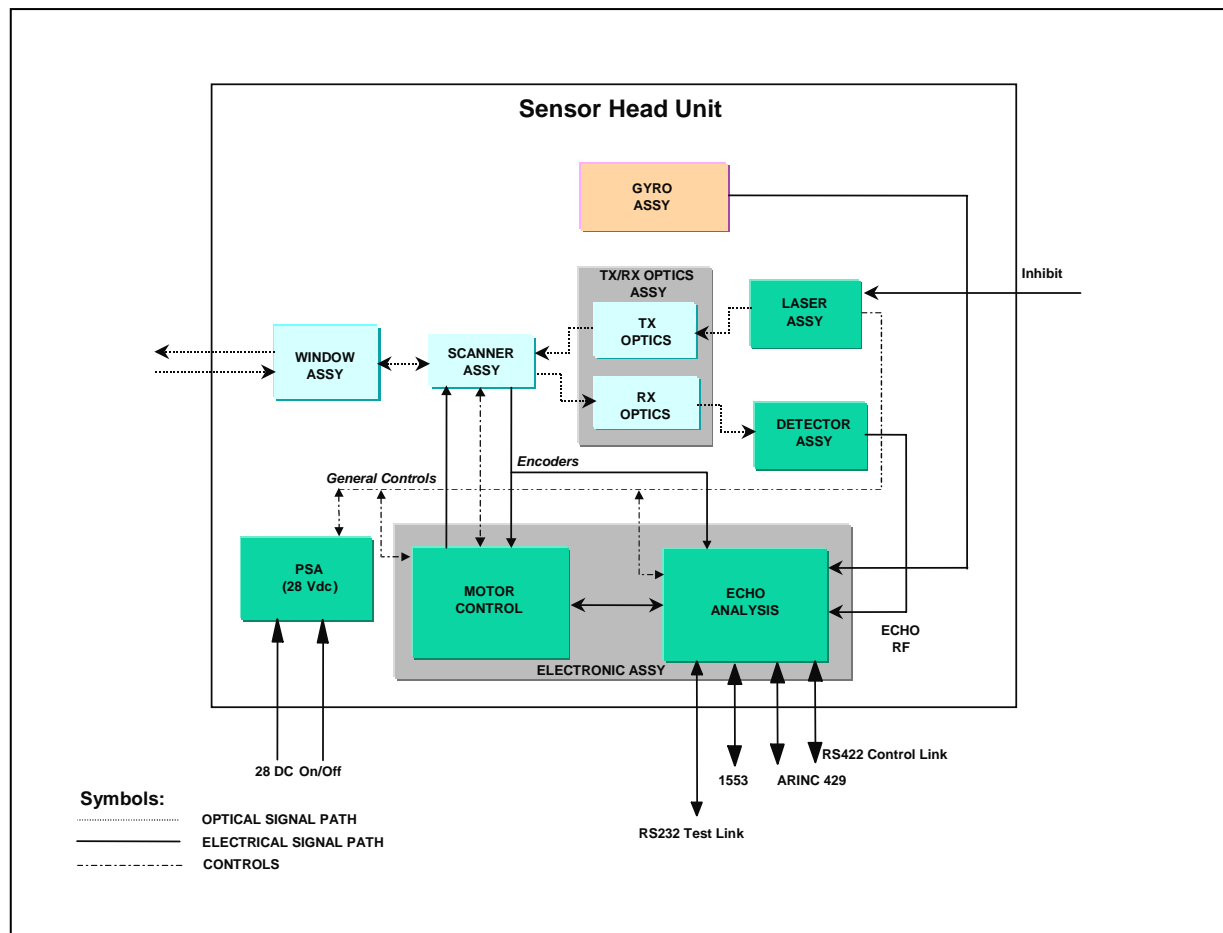 Sensor Head Unit
GYRO
ASSY
TX/RX OPTICS
ASSY
Inhibit
LASER
ASSY
TX
OPTICS
WINDOW
ASSY
SCANNER
ASSY
RX
OPTICS
DETECTOR
ASSY
Encoders
General Controls
PSA
(28 Vdc)
MOTOR
CONTROL
ECHO
ANALYSIS
ECHO
RF
ELECTRONIC ASSY
28 DC On/Off
1553
ARINC 429
RS422 Control Link
RS232 Test Link
Symbols:
OPTICAL SIGNAL PATH
ELECTRICAL SIGNAL PATH
CONTROLS